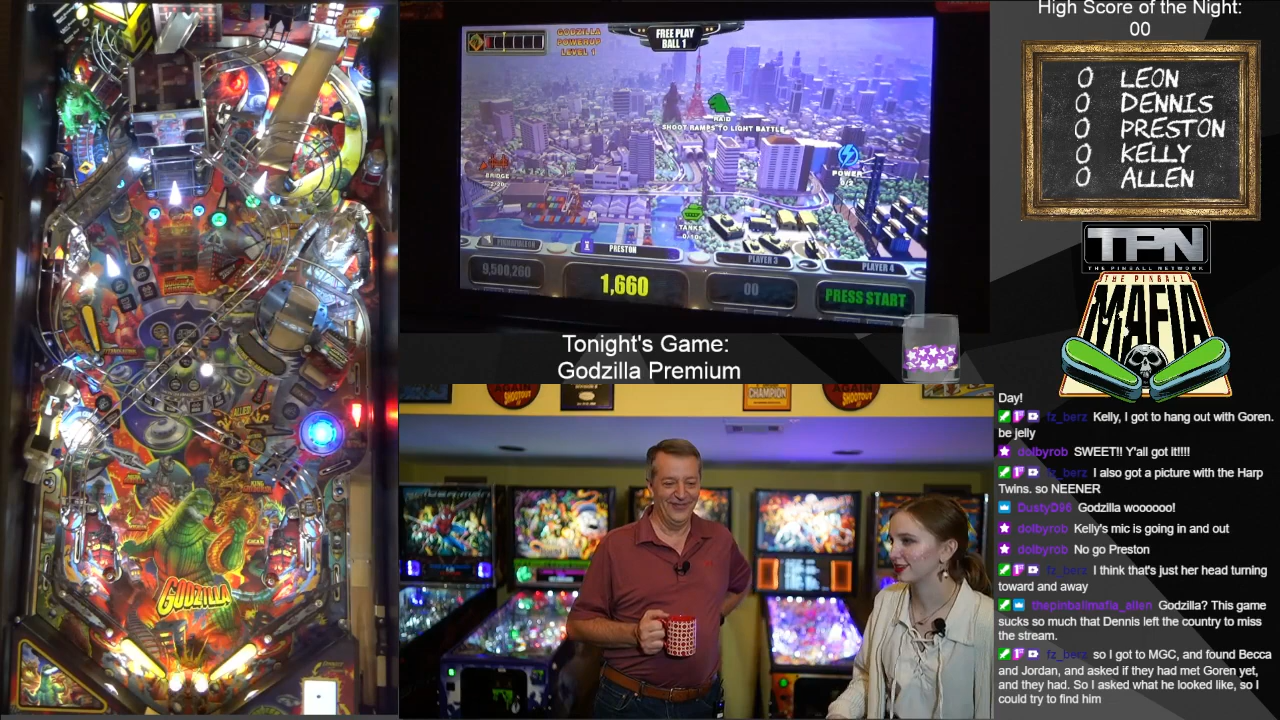 High Score of the Night:
00
0 LEON
0 DENNIS
0 PRESTON
0 KELLY
0 ALLEN
GODZILLA
POWERUP
LEVEL 1
FREE PLAY
BALL 1
RAID
SHOOT RAMPS TO LIGHT BATTLE
BRIDGE
POWER
TANKS
PRESTON
PLAYER 3
PLAYER 4
9,500,260
1,660
00
PRESS START
TPN
THE PINBALL NETWORK
THE PINBALL
MAFIA
Tonight's Game:
Godzilla Premium
AGAIN
SHOOTOUT
CHAMPION
AGAIN
SHOOTOUT
ALLIES
KING
GODZILLA
Day!
fz_berz Kelly, I got to hang out with Goren.
be jelly
dolbyrob SWEET!! Y'all got it!!!!
fz_berz I also got a picture with the Harp
Twins. so NEENER
DustyD96 Godzilla woooooo!
dolbyrob Kelly's mic is going in and out
dolbyrob No go Preston
fz_berz I think that's just her head turning
toward and away
thepinballmafia_allen Godzilla? This game
sucks so much that Dennis left the country to miss
the stream.
fz_berz so I got to MGC, and found Becca
and Jordan, and asked if they had met Goren yet,
and they had. So I asked what he looked like, so I
could try to find him